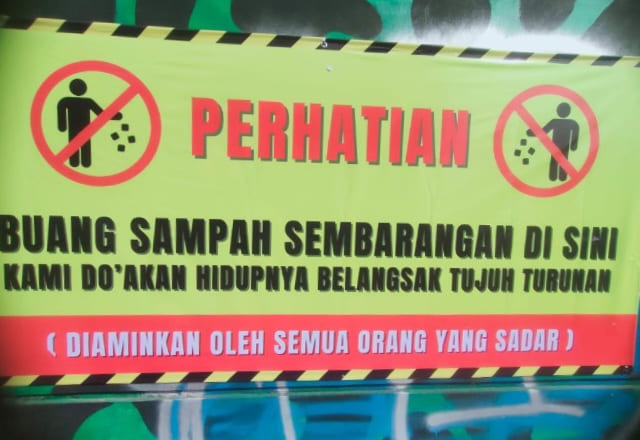 PERHATIAN
BUANG SAMPAH SEMBARANGAN DI SINI
KAMI DO'AKAN HIDUPNYA BELANGSAK TUJUH TURUNAN
( DIAMINKAN OLEH SEMUA ORANG YANG SADAR )